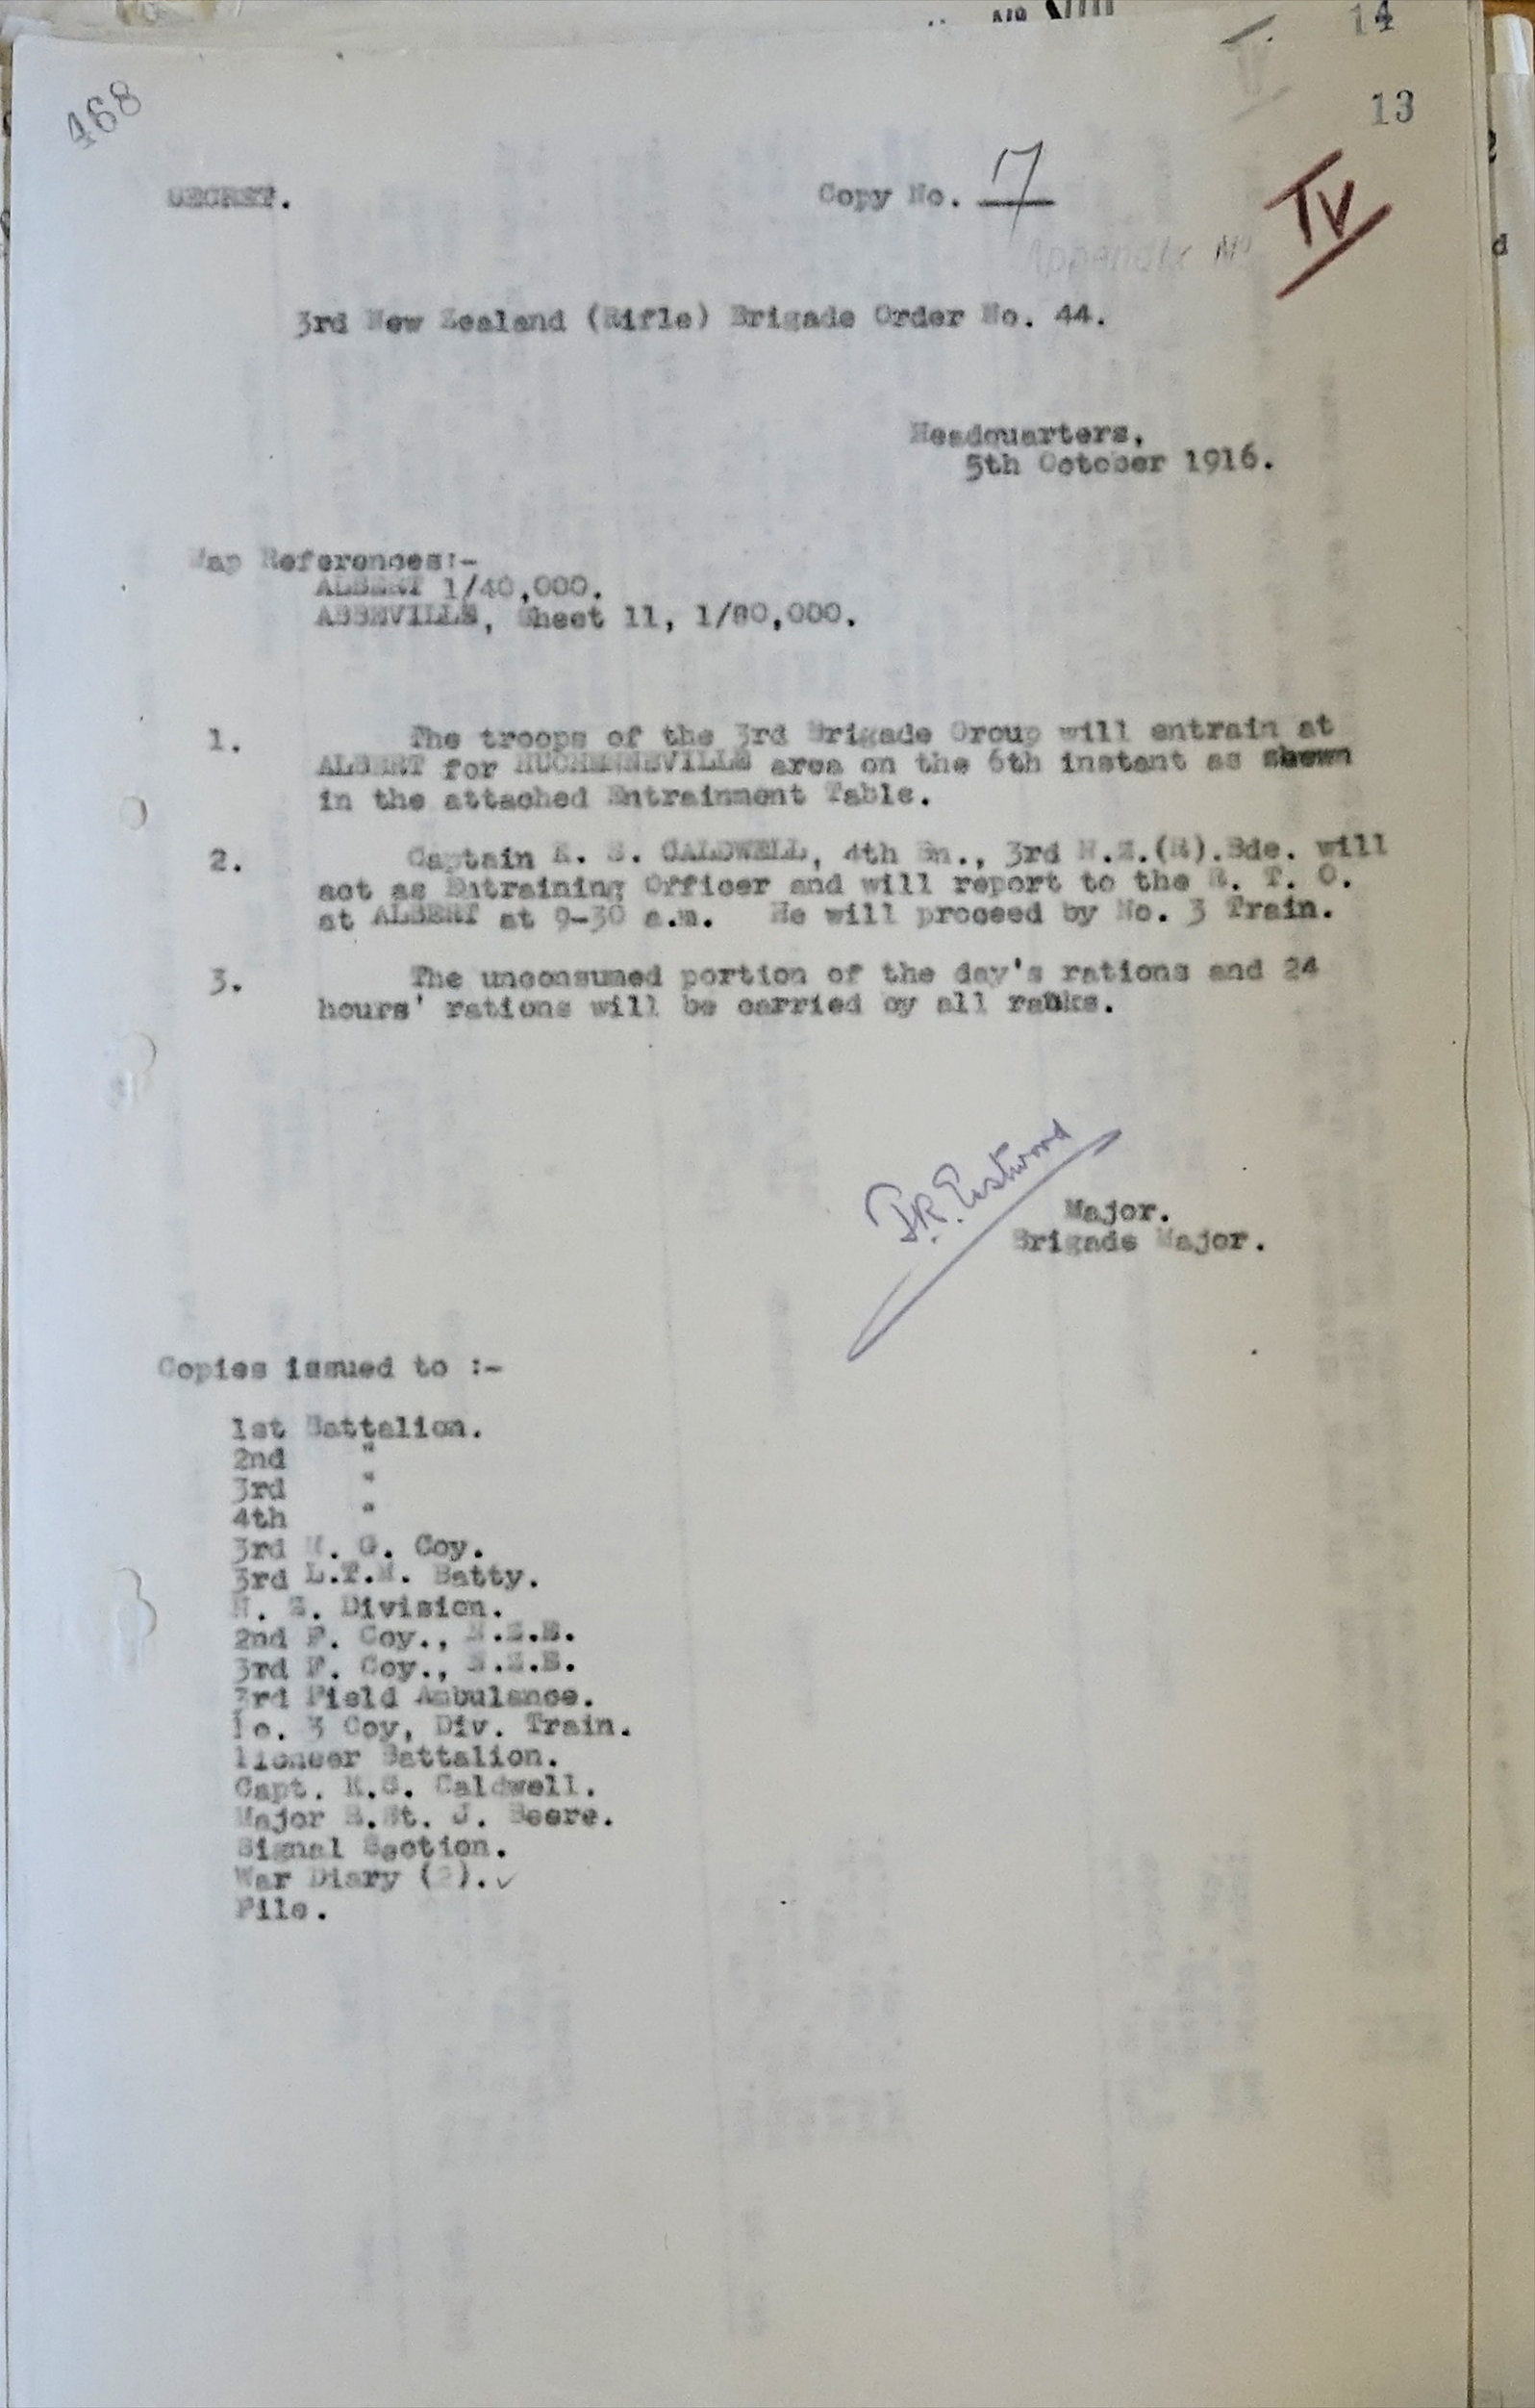 14
13
468
SECRET.
Copy No. 17
IV
Appendix No
3rd New Zealand (Rifle) Brigade Order No. 44.
Headquarters,
5th October 1916.
Map References:-
ALBERT 1/40,000.
ABBEVILLE, Sheet 11, 1/80,000.
1. The troops of the 3rd Brigade Group will entrain at
ALBERT for HUCHENNEVILLE area on the 6th instant as shewn
in the attached Entrainment Table.
2. Captain K. S. CALDWELL, 4th Bn., 3rd N.Z.(R).Bde. will
act as Entraining Officer and will report to the R. T. O.
at ALBERT at 9-30 a.m. He will proceed by No. 3 Train.
3. The unconsumed portion of the day's rations and 24
hours' rations will be carried by all ranks.
T.R. Eastwood
Major.
Brigade Major.
Copies issued to :-
1st Battalion.
2nd "
3rd "
4th "
3rd M. G. Coy.
3rd L.T.M. Batty.
N. Z. Division.
2nd F. Coy., N.Z.E.
3rd F. Coy., N.Z.E.
3rd Field Ambulance.
No. 3 Coy, Div. Train.
Pioneer Battalion.
Capt. K.S. Caldwell.
Major R.St. J. Beere.
Signal Section.
War Diary (2).✓
File.